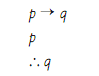 p → q
p
∴ q